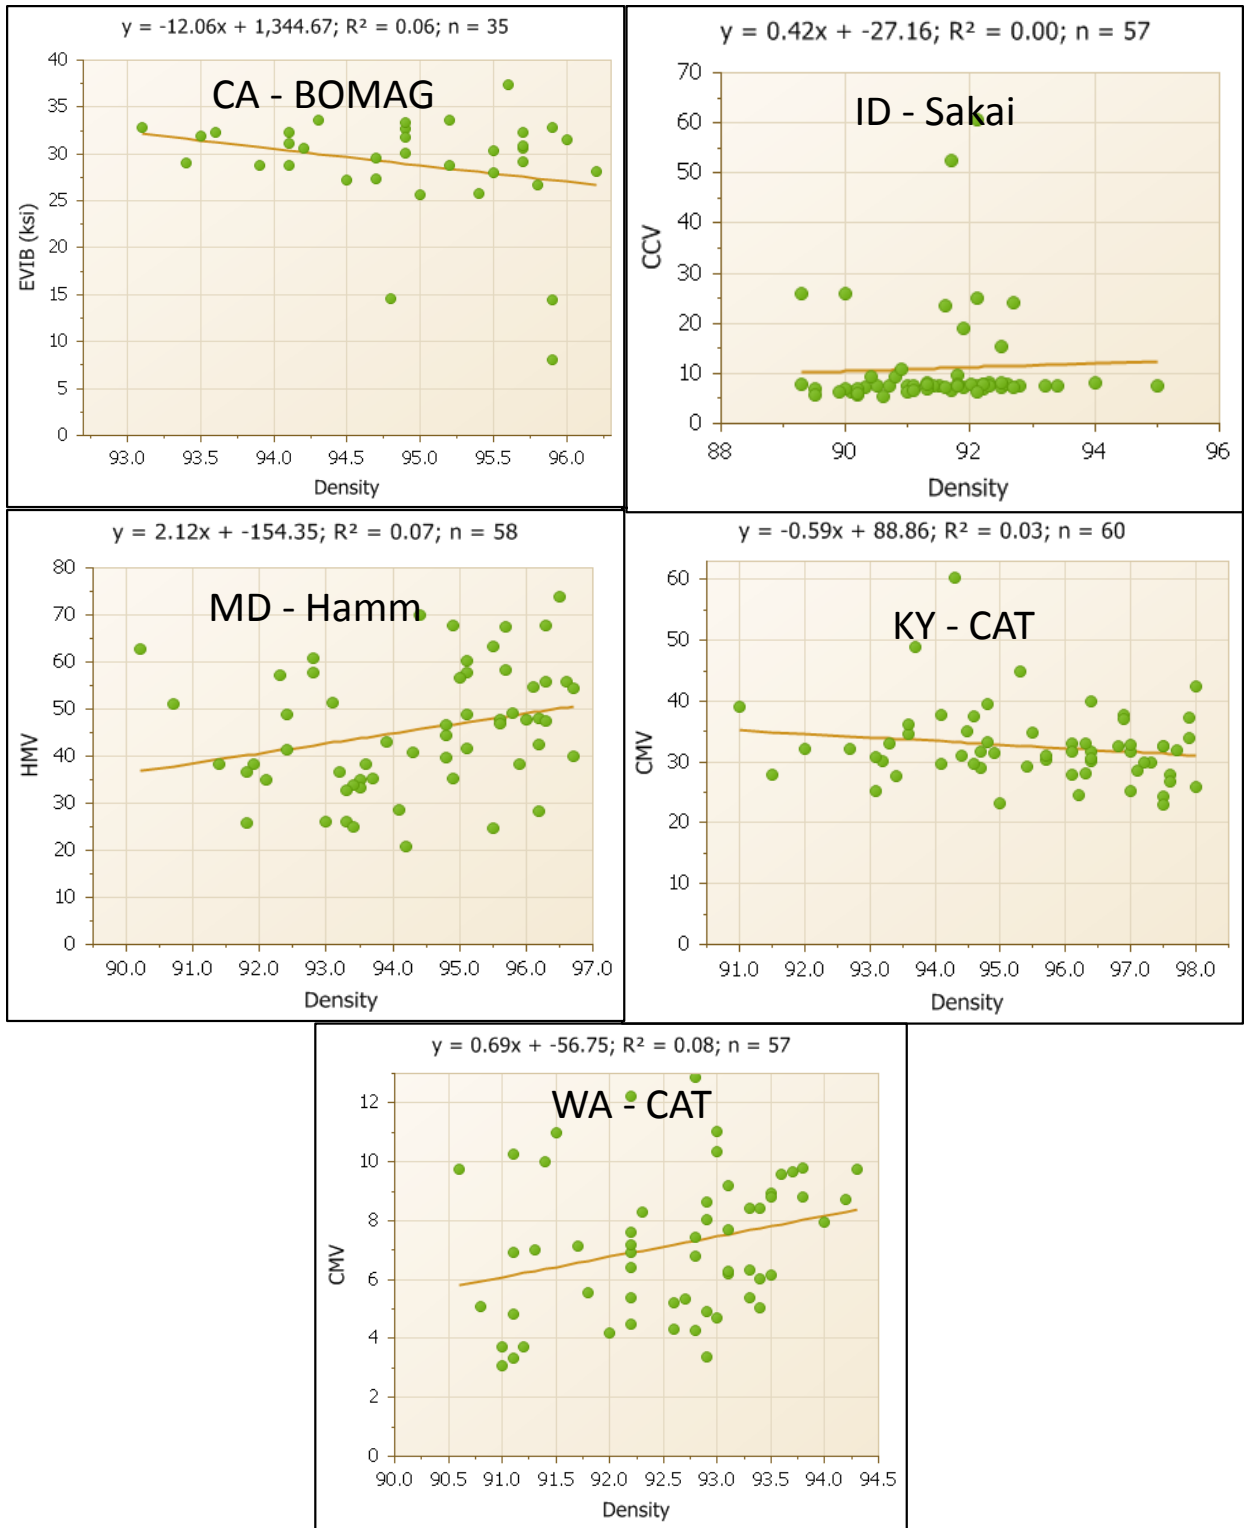 y = -12.06x + 1,344.67; R² = 0.06; n = 35
CA - BOMAG
EVIB (ksi)
40
35
30
25
20
15
10
5
0
93.0 93.5 94.0 94.5 95.0 95.5 96.0
Density
y = 0.42x + -27.16; R² = 0.00; n = 57
ID - Sakai
CCV
70
60
50
40
30
20
10
0
88 90 92 94 96
Density
y = 2.12x + -154.35; R² = 0.07; n = 58
MD - Hamm
HMV
80
70
60
50
40
30
20
10
0
90.0 91.0 92.0 93.0 94.0 95.0 96.0 97.0
Density
y = -0.59x + 88.86; R² = 0.03; n = 60
KY - CAT
CMV
60
50
40
30
20
10
0
91.0 92.0 93.0 94.0 95.0 96.0 97.0 98.0
Density
y = 0.69x + -56.75; R² = 0.08; n = 57
WA - CAT
CMV
12
10
8
6
4
2
0
90.0 90.5 91.0 91.5 92.0 92.5 93.0 93.5 94.0 94.5
Density